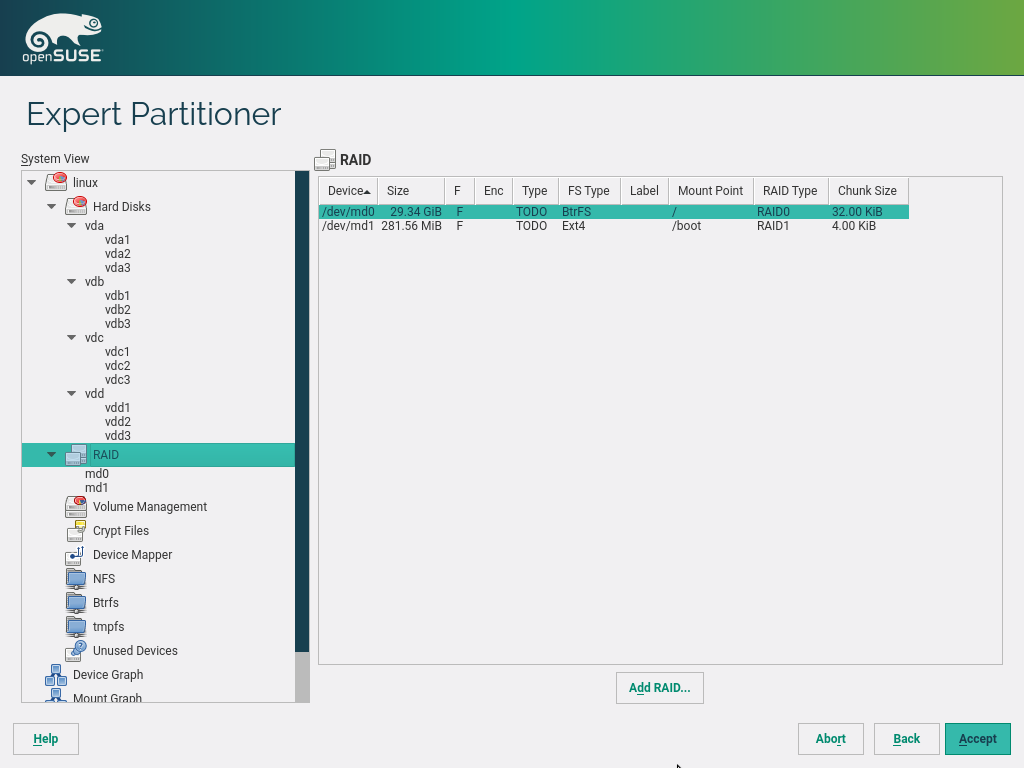 openSUSE
Expert Partitioner
System View
linux
Hard Disks
vda
vda1
vda2
vda3
vdb
vdb1
vdb2
vdb3
vdc
vdc1
vdc2
vdc3
vdd
vdd1
vdd2
vdd3
RAID
md0
md1
Volume Management
Crypt Files
Device Mapper
NFS
Btrfs
tmpfs
Unused Devices
Device Graph
Mount Graph
RAID
Device Size F Enc Type FS Type Label Mount Point RAID Type Chunk Size
/dev/md0 29.34 GiB F TODO BtrFS / RAID0 32.00 KiB
/dev/md1 281.56 MiB F TODO Ext4 /boot RAID1 4.00 KiB
Add RAID...
Help Abort Back Accept